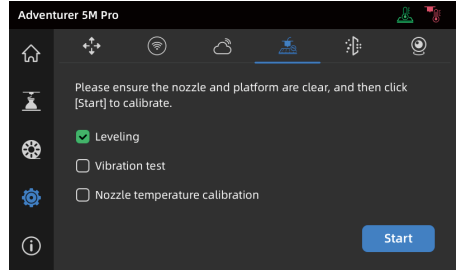 Adventurer 5M Pro
Please ensure the nozzle and platform are clear, and then click
[Start] to calibrate.
Leveling
Vibration test
Nozzle temperature calibration
Start